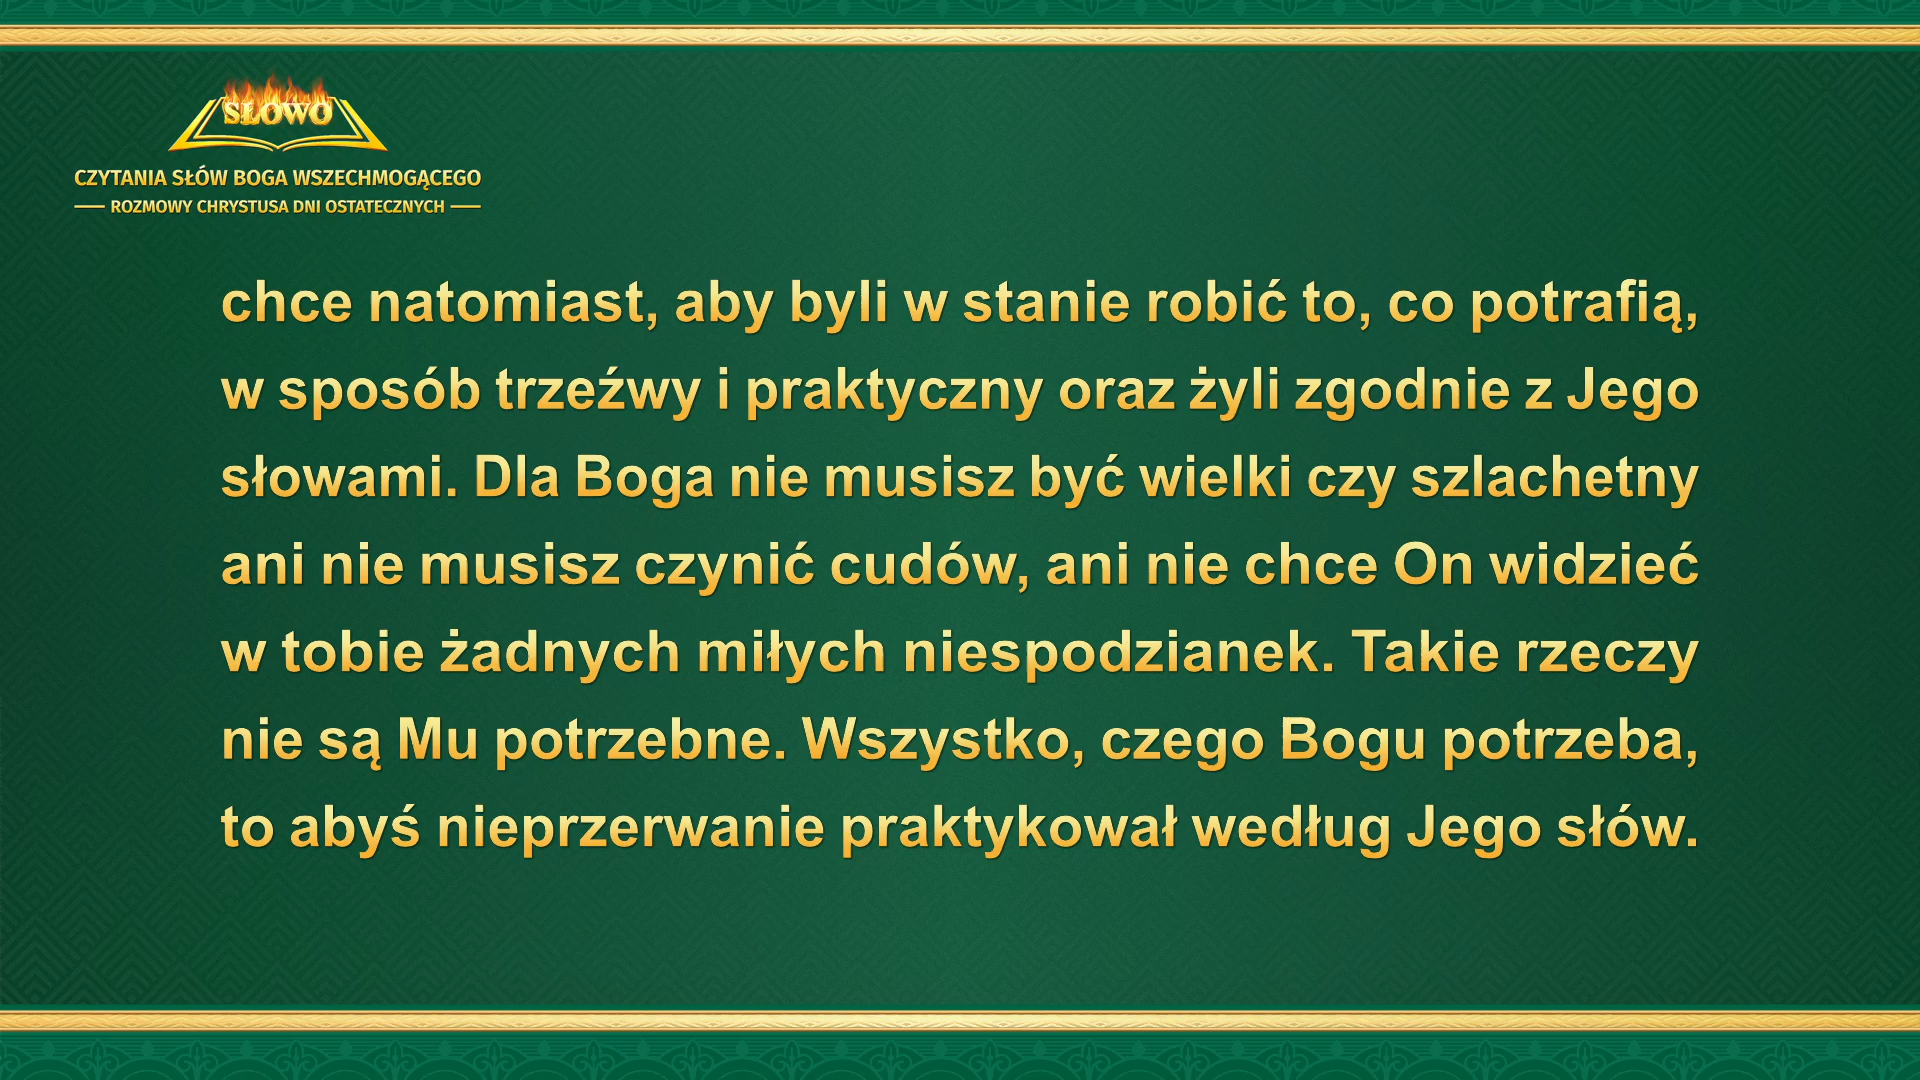 SŁOWO
CZYTANIA SŁÓW BOGA WSZECHMOGĄCEGO
ROZMOWY CHRYSTUSA DNI OSTATECZNYCH
chce natomiast, aby byli w stanie robić to, co potrafią,
w sposób trzeźwy i praktyczny oraz żyli zgodnie z Jego
słowami. Dla Boga nie musisz być wielki czy szlachetny
ani nie musisz czynić cudów, ani nie chce On widzieć
w tobie żadnych miłych niespodzianek. Takie rzeczy
nie są Mu potrzebne. Wszystko, czego Bogu potrzeba,
to abyś nieprzerwanie praktykował według Jego słów.